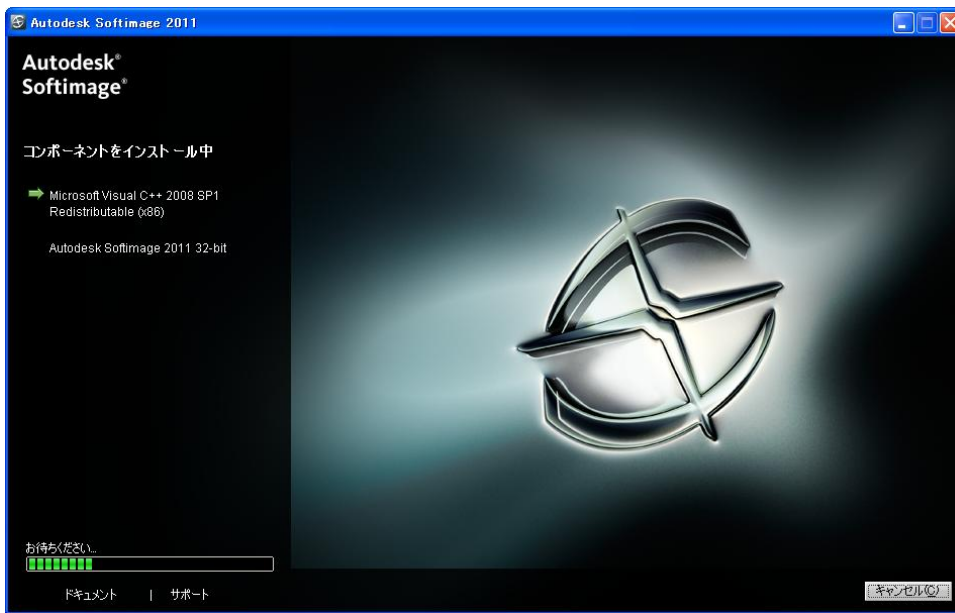 Autodesk Softimage 2011
Autodesk®
Softimage®
コンポーネントをインストール中
Microsoft Visual C++ 2008 SP1
Redistributable (x86)
Autodesk Softimage 2011 32-bit
お待ちください...
ドキュメント | サポート
キャンセル(C)